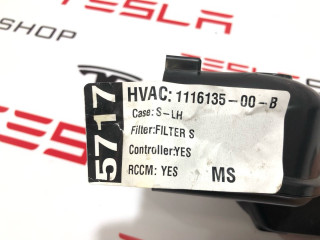 TESLA
SHOP
5717
HVAC: 1116135-00-B
Case: S-LH
Filter:FILTER S
Controller:YES
RCCM: YES MS